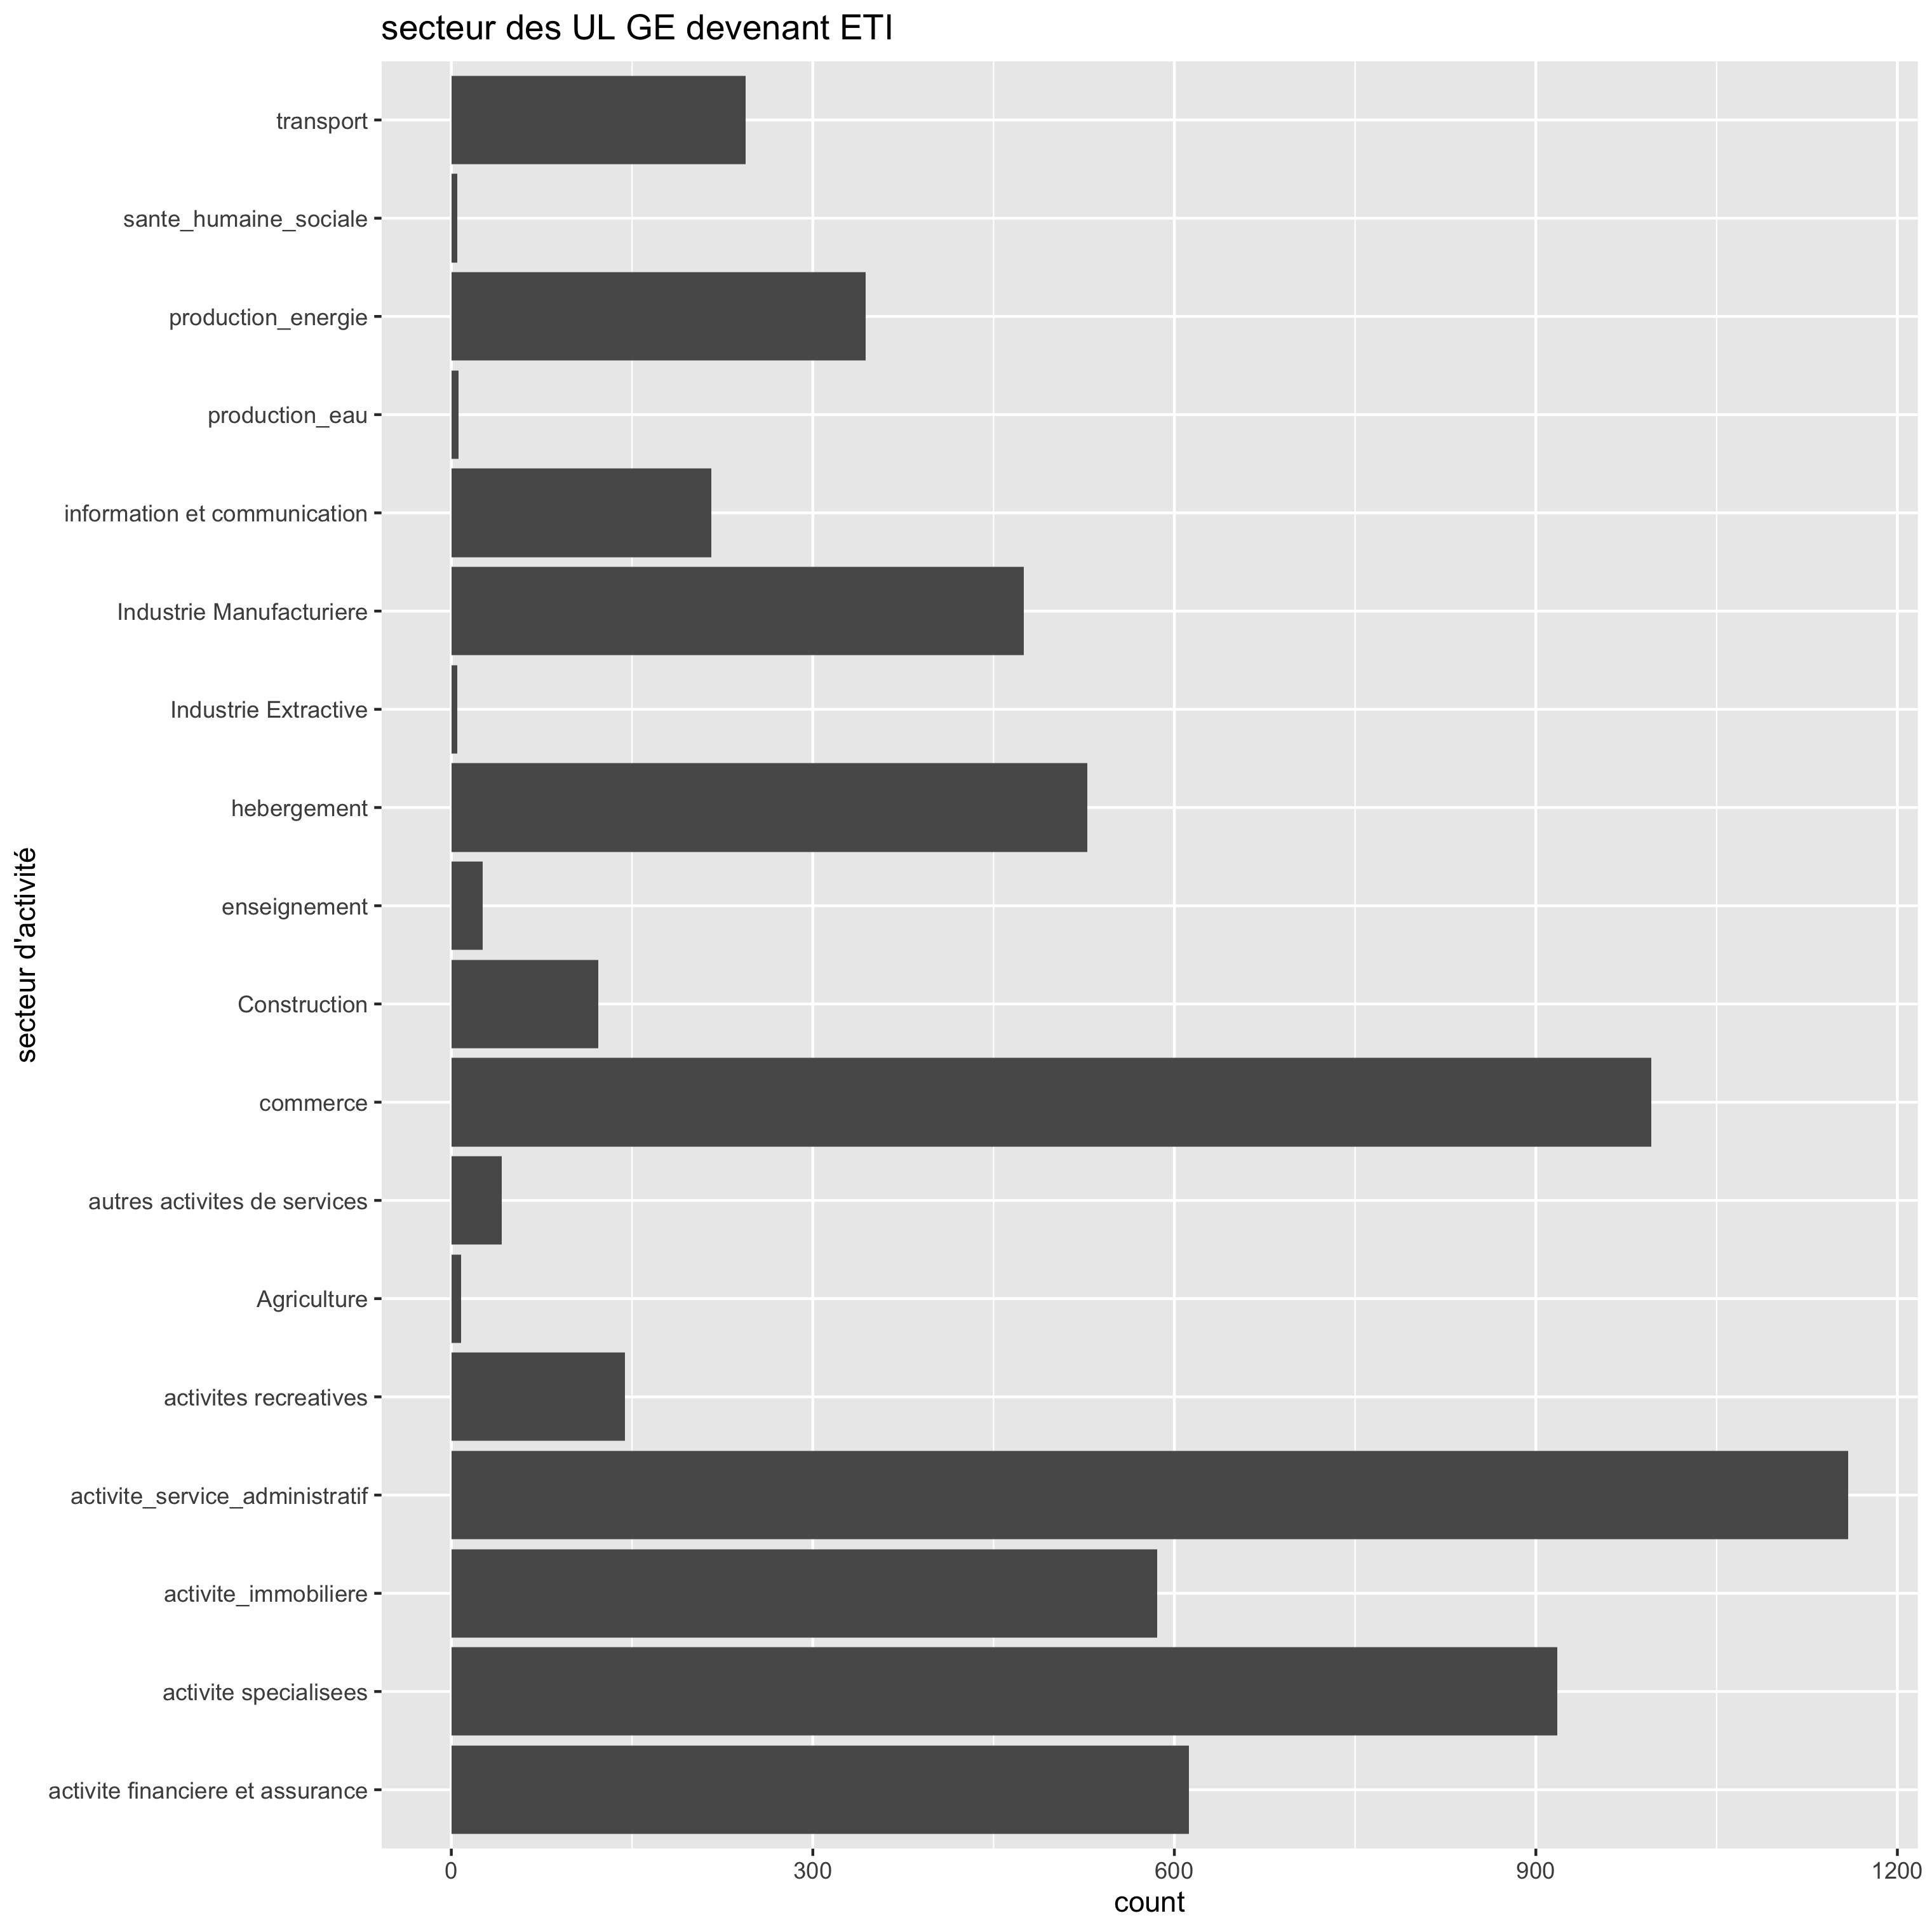 secteur des UL GE devenant ETI
transport
sante_humaine_sociale
production_energie
production_eau
information et communication
Industrie Manufacturiere
Industrie Extractive
hebergement
enseignement
Construction
commerce
autres activites de services
Agriculture
activites recreatives
activite_service_administratif
activite_immobiliere
activite specialisees
activite financiere et assurance
secteur d'activité
0 300 600 900 1200
count